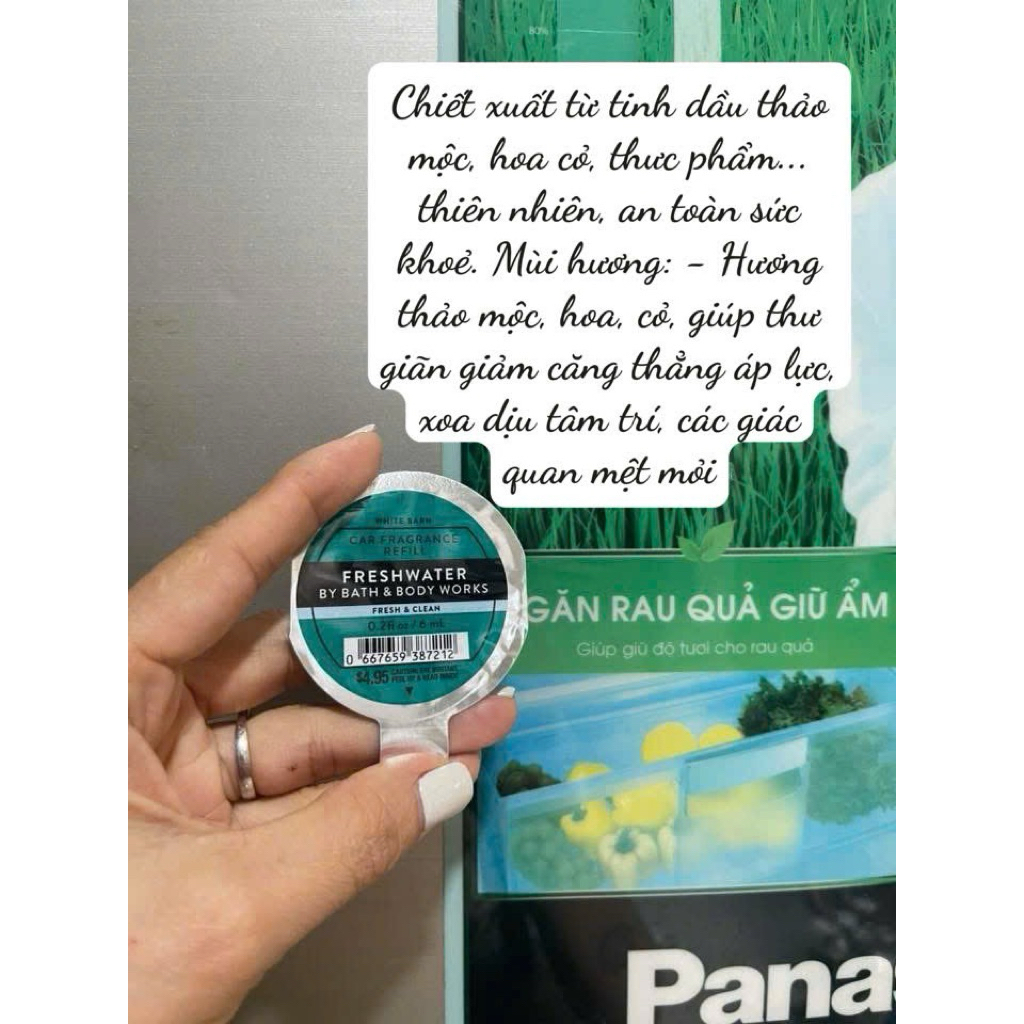 80%
Chiết xuất từ tinh dầu thảo
mộc, hoa cỏ, thưc phẩm...
thiên nhiên, an toàn sức
khoẻ. Mùi hương: - Hương
thảo mộc, hoa, cỏ, giúp thư
giãn giảm căng thẳng áp lực,
xoa dịu tâm trí, các giác
quan mệt mỏi
WHITE BARN
CAR FRAGRANCE
REFILL
FRESHWATER
BY BATH & BODY WORKS
FRESH & CLEAN
0.2 fl oz / 6 mL
0 667659 387212
$4.95
GĂN RAU QUẢ GIỮ ẨM
Giúp giữ độ tươi cho rau quả
Panas